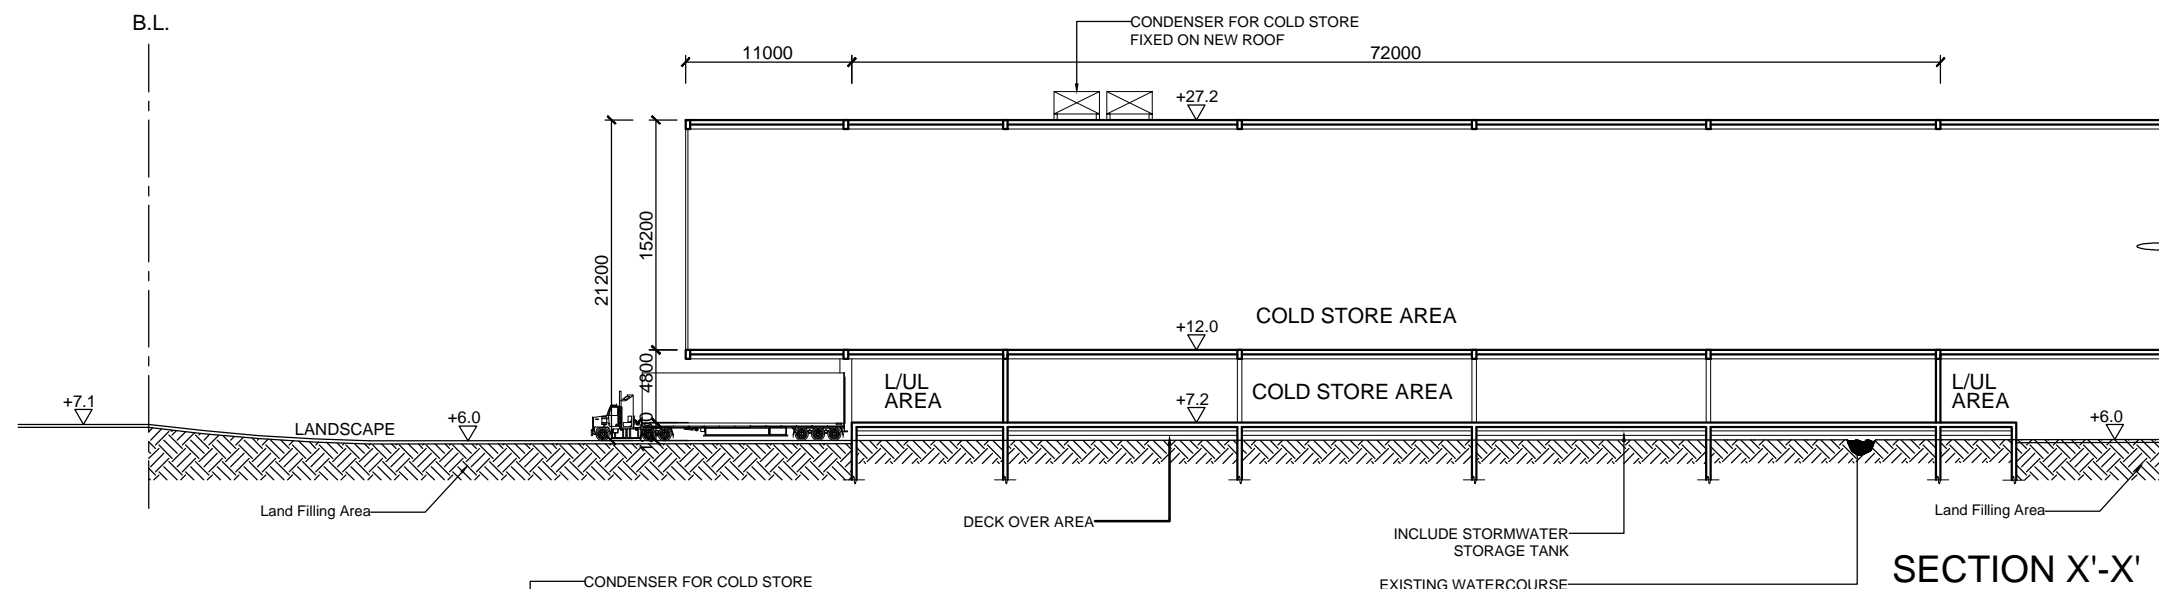 B.L.
CONDENSER FOR COLD STORE
FIXED ON NEW ROOF
11000
72000
+27.2
21200
15200
COLD STORE AREA
+12.0
4800
L/UL
AREA
COLD STORE AREA
L/UL
AREA
+7.1
+7.2
LANDSCAPE
+6.0
+6.0
Land Filling Area
DECK OVER AREA
INCLUDE STORMWATER
STORAGE TANK
Land Filling Area
SECTION X'-X'
CONDENSER FOR COLD STORE
EXISTING WATERCOURSE